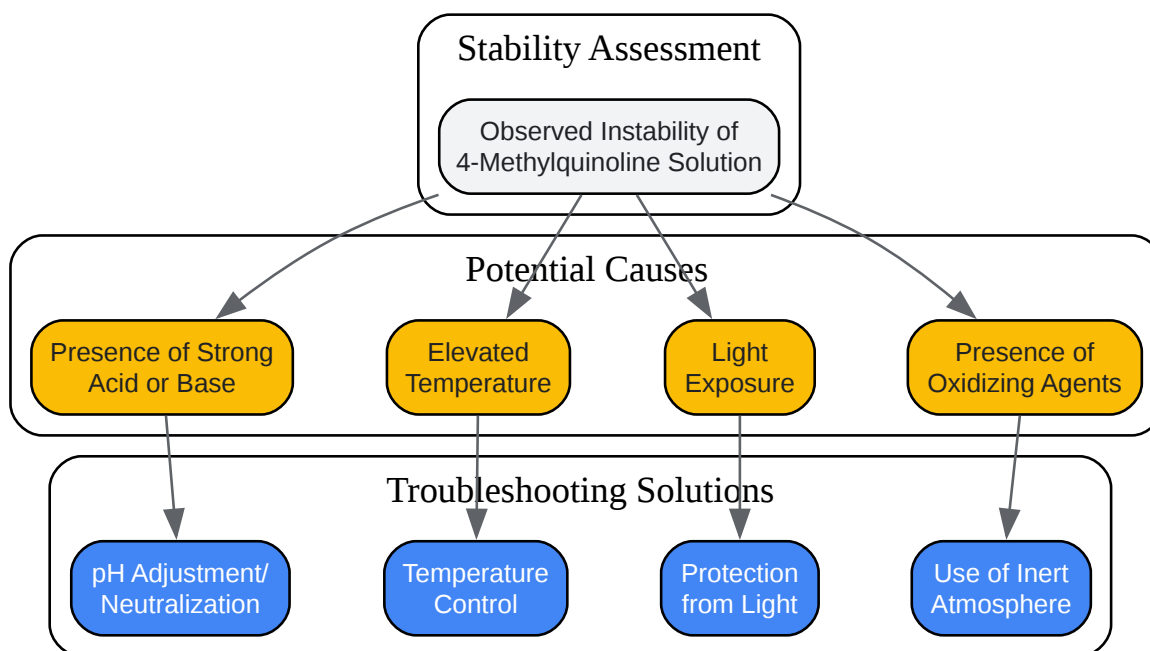 Stability Assessment
Observed Instability of
4-Methylquinoline Solution
Potential Causes
Presence of Strong
Acid or Base
Elevated
Temperature
Light
Exposure
Presence of
Oxidizing Agents
Troubleshooting Solutions
pH Adjustment/
Neutralization
Temperature
Control
Protection
from Light
Use of Inert
Atmosphere